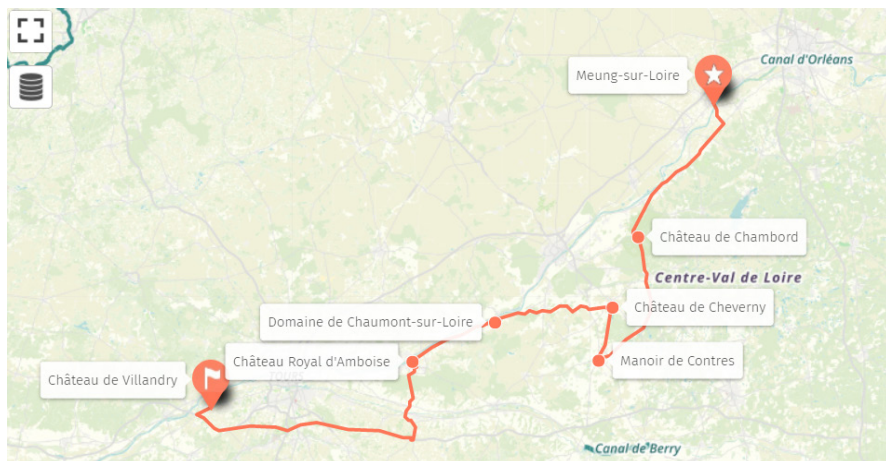 Canal d'Orléans
Meung-sur-Loire
Château de Chambord
Centre-Val de Loire
Château de Cheverny
Domaine de Chaumont-sur-Loire
Château Royal d'Amboise
Manoir de Contres
Château de Villandry
Tours
Canal de Berry